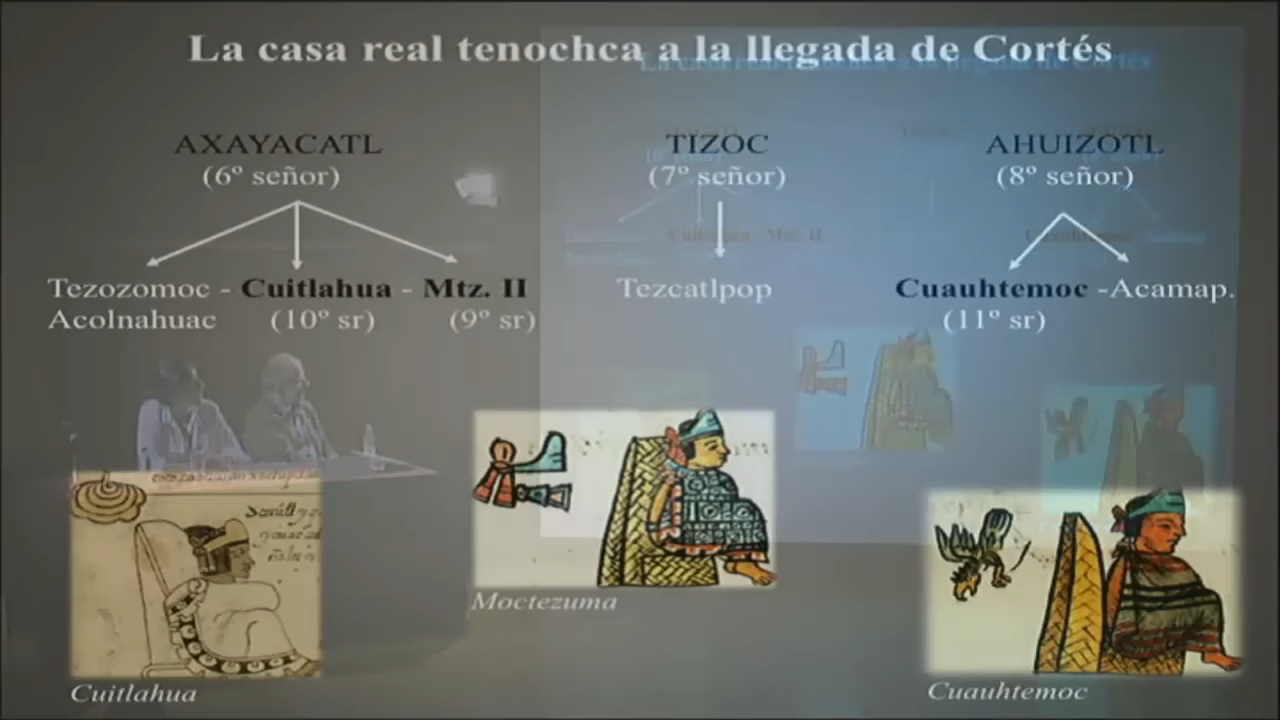 La casa real tenochca a la llegada de Cortés
AXAYACATL
(6º señor)
TIZOC
(7º señor)
AHUIZOTL
(8º señor)
Tezozomoc - Cuitlahua - Mtz. II
Acolnahuac (10º sr) (9º sr)
Tezcatlpop
Cuauhtemoc -Acamap.
(11º sr)
Moctezuma
Cuitlahua
Cuauhtemoc